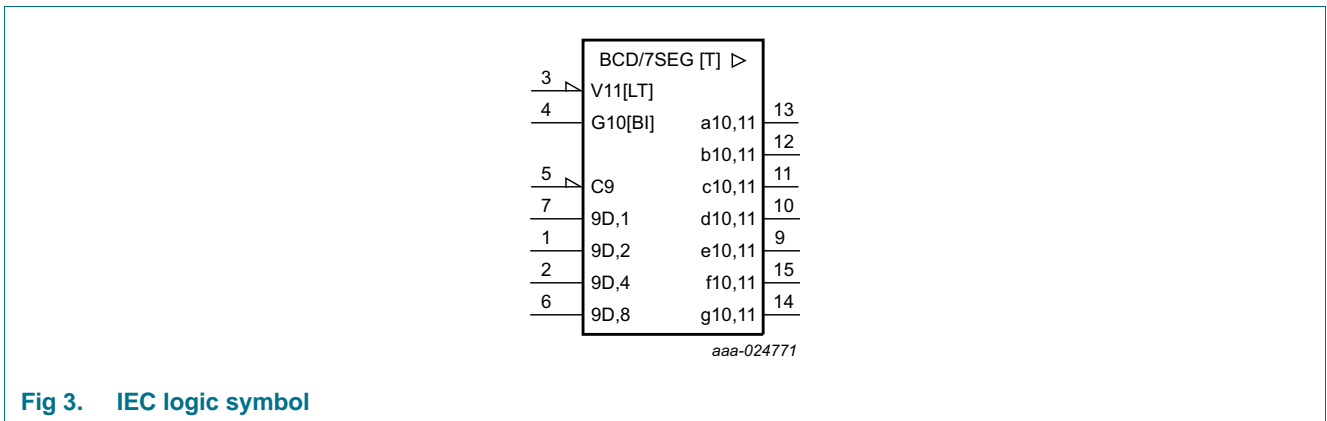 BCD/7SEG [T]
3 V11[LT]
4 G10[BI] a10,11 13
b10,11 12
5 C9 c10,11 11
7 9D,1 d10,11 10
1 9D,2 e10,11 9
2 9D,4 f10,11 15
6 9D,8 g10,11 14
aaa-024771
Fig 3. IEC logic symbol